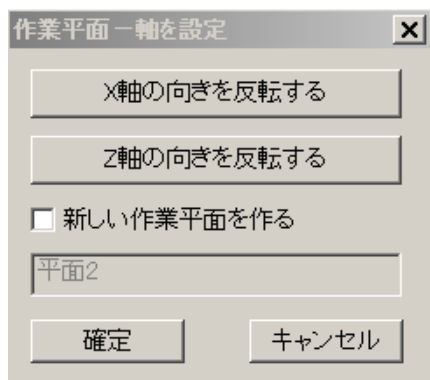 作業平面－軸を設定
X軸の向きを反転する
Z軸の向きを反転する
新しい作業平面を作る
平面2
確定 キャンセル